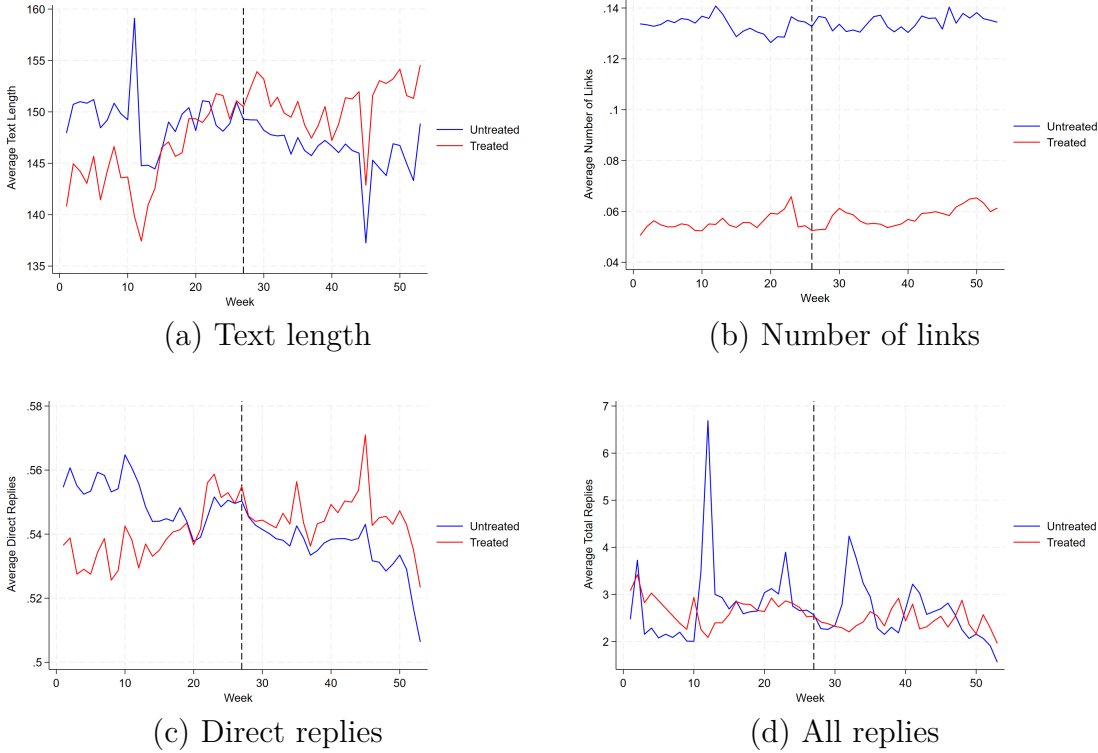 160
155
150
145
140
135
Average Text Length
0 10 20 30 40 50
Week
Untreated
Treated
(a) Text length
.14
.12
.1
.08
.06
.04
Average Number of Links
0 10 20 30 40 50
Week
Untreated
Treated
(b) Number of links
.58
.56
.54
.52
.5
Average Direct Replies
0 10 20 30 40 50
Week
Untreated
Treated
(c) Direct replies
7
6
5
4
3
2
Average Total Replies
0 10 20 30 40 50
Week
Untreated
Treated
(d) All replies